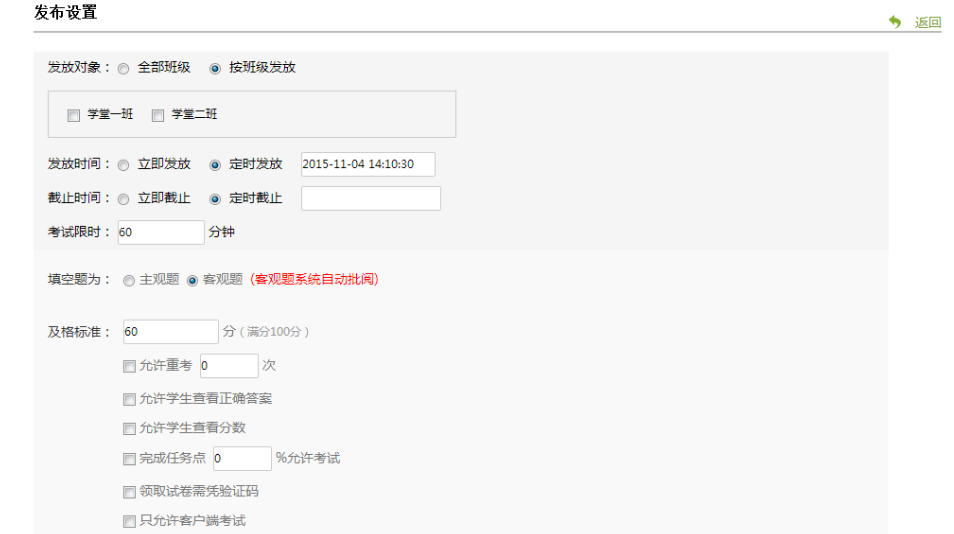 发布设置
返回
发放对象： 全部班级 按班级发放
学堂一班 学堂二班
发放时间： 立即发放 定时发放 2015-11-04 14:10:30
截止时间： 立即截止 定时截止
考试限时： 60 分钟
填空题为： 主观题 客观题 (客观题系统自动批阅)
及格标准： 60 分（满分100分）
允许重考 0 次
允许学生查看正确答案
允许学生查看分数
完成任务点 0 %允许考试
领取试卷需凭验证码
只允许客户端考试